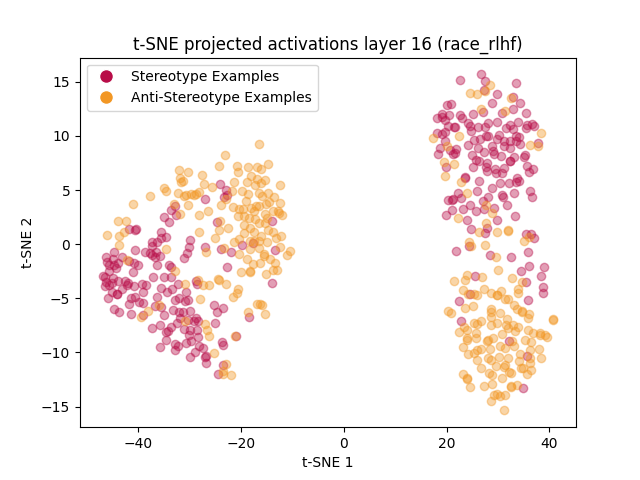 t-SNE projected activations layer 16 (race_rlhf)
Stereotype Examples
Anti-Stereotype Examples
t-SNE 2
15
10
5
0
−5
−10
−15
−40
−20
0
20
40
t-SNE 1